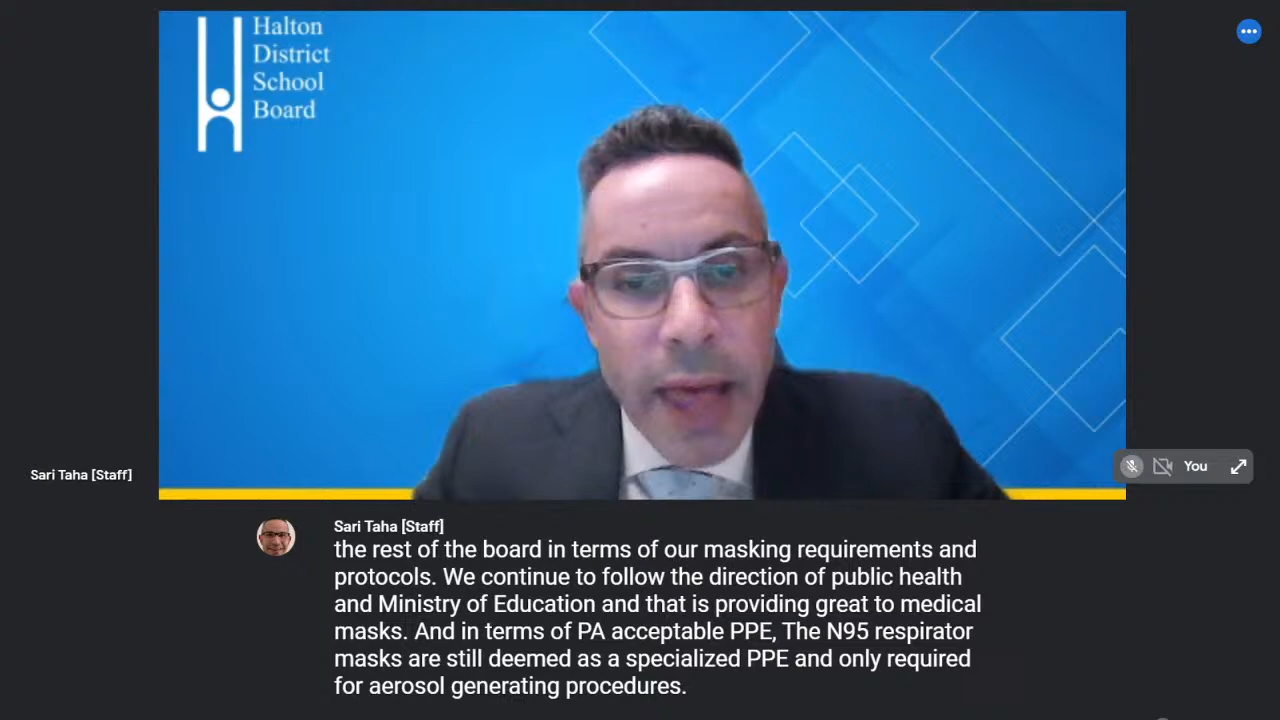 Halton
District
School
Board
Sari Taha [Staff]
You
Sari Taha [Staff]
the rest of the board in terms of our masking requirements and
protocols. We continue to follow the direction of public health
and Ministry of Education and that is providing great to medical
masks. And in terms of PA acceptable PPE, The N95 respirator
masks are still deemed as a specialized PPE and only required
for aerosol generating procedures.